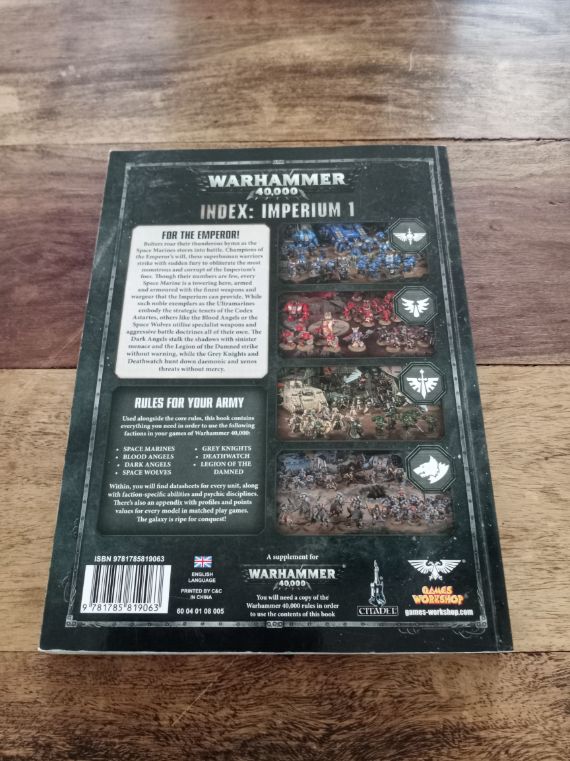 WARHAMMER
40,000
INDEX: IMPERIUM 1
FOR THE EMPEROR!
Bolters roar their thunderous hymn as the
Space Marines storm into battle. Champions of
the Emperor's will, these superhuman warriors
strike with sudden fury to obliterate the most
monstrous and corrupt of the Imperium's
foes. Though their numbers are few, every
Space Marine is a towering hero, armed
and armoured with the finest weapons and
wargear that the Imperium can provide. While
such noble exemplars as the Ultramarines
embody the strategic tenets of the Codex
Astartes, others like the Blood Angels or the
Space Wolves utilise specialist weapons and
aggressive battle doctrines all of their own. The
Dark Angels stalk the shadows with sinister
menace and the Legion of the Damned strike
without warning, while the Grey Knights and
Deathwatch hunt down daemonic and xenos
threats without mercy.
RULES FOR YOUR ARMY
Used alongside the core rules, this book contains
everything you need in order to use the following
factions in your games of Warhammer 40,000:
• SPACE MARINES
• BLOOD ANGELS
• DARK ANGELS
• SPACE WOLVES
• GREY KNIGHTS
• DEATHWATCH
• LEGION OF THE
DAMNED
Within, you will find datasheets for every unit, along
with faction-specific abilities and psychic disciplines.
There's also an appendix with profiles and points
values for every model in matched play games.
The galaxy is ripe for conquest!
ISBN 9781785819063
9 781785 819063
ENGLISH
LANGUAGE
PRINTED BY C&C
IN CHINA
60 04 01 08 005
A supplement for
WARHAMMER
40,000
You will need a copy of the
Warhammer 40,000 rules in order
to use the contents of this book
CITADEL
GAMES
WORKSHOP
games-workshop.com